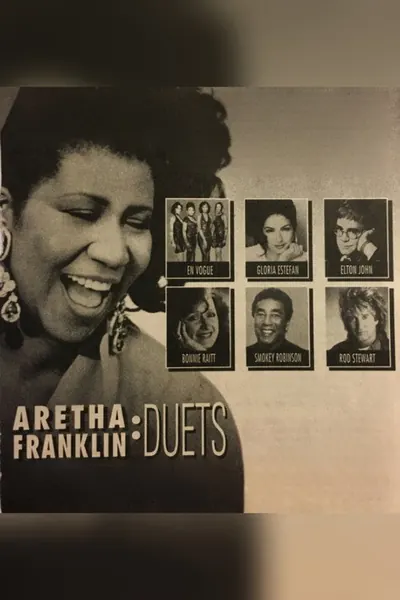 EN VOGUE
GLORIA ESTEFAN
ELTON JOHN
BONNIE RAITT
SMOKEY ROBINSON
ROD STEWART
ARETHA
FRANKLIN
:DUETS